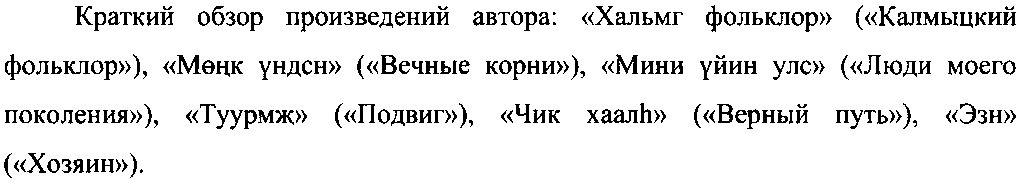 Краткий обзор произведений автора: «Хальмг фольклор» («Калмыцкий
фольклор»), «Мөңк үндсн» («Вечные корни»), «Мини үйин улс» («Люди моего
поколения»), «Туурмҗ» («Подвиг»), «Чик хаалһ» («Верный путь»), «Эзн»
(«Хозяин»).